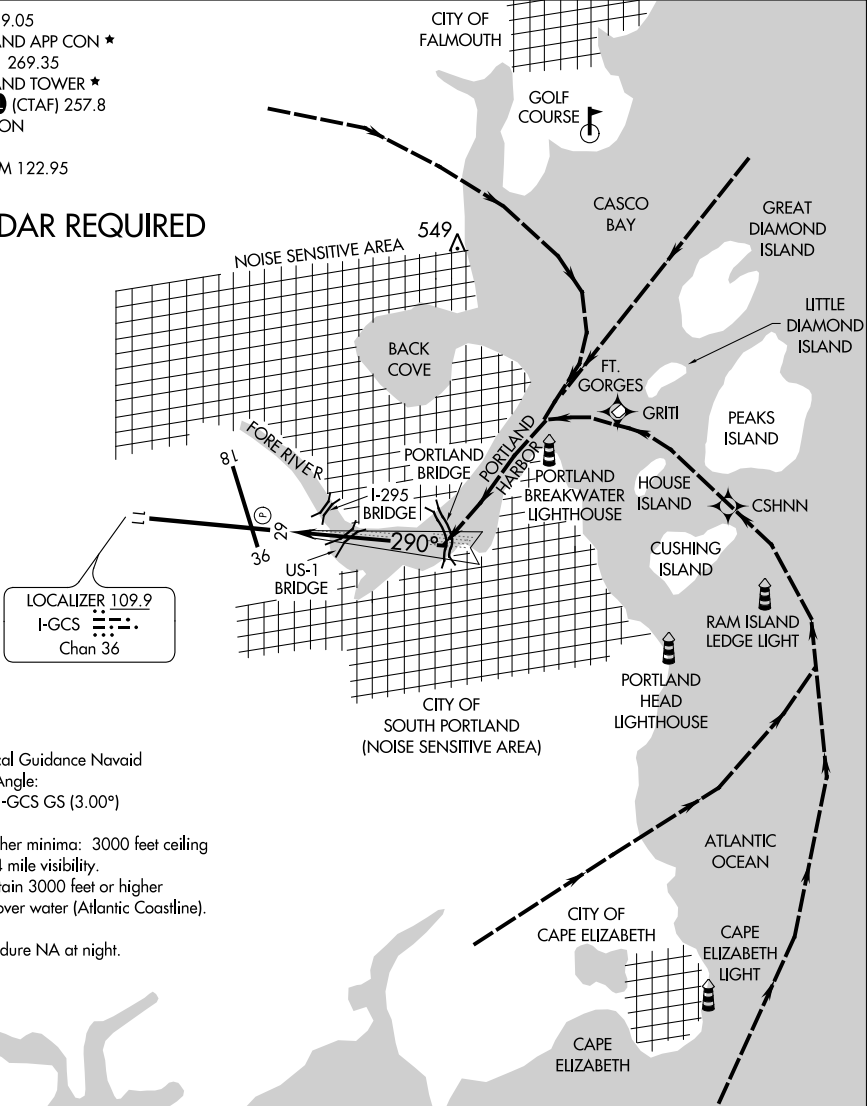 9.05
AND APP CON ★
269.35
AND TOWER ★
(CTAF) 257.8
ON
M 122.95
DAR REQUIRED
CITY OF
FALMOUTH
GOLF
COURSE
CASCO
BAY
GREAT
DIAMOND
ISLAND
NOISE SENSITIVE AREA
549
LITTLE
DIAMOND
ISLAND
BACK
COVE
FT.
GORGES
GRITI
PEAKS
ISLAND
FORE RIVER
PORTLAND
BRIDGE
PORTLAND
HARBOR
PORTLAND
BREAKWATER
LIGHTHOUSE
18
I-295
BRIDGE
HOUSE
ISLAND
CSHNN
11
P
29
36
290°
US-1
BRIDGE
CUSHING
ISLAND
LOCALIZER 109.9
I-GCS
Chan 36
RAM ISLAND
LEDGE LIGHT
PORTLAND
HEAD
LIGHTHOUSE
CITY OF
SOUTH PORTLAND
(NOISE SENSITIVE AREA)
cal Guidance Navaid
Angle:
-GCS GS (3.00°)
her minima: 3000 feet ceiling
4 mile visibility.
tain 3000 feet or higher
over water (Atlantic Coastline).
dure NA at night.
ATLANTIC
OCEAN
CITY OF
CAPE ELIZABETH
CAPE
ELIZABETH
LIGHT
CAPE
ELIZABETH